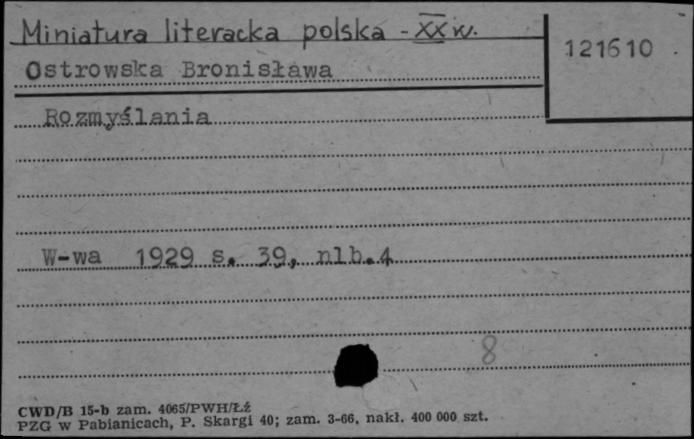 Miniatura literacka polska - XX w.
121610
Ostrowska Bronisława
Rozmyślania
W-wa 1929 s. 39, nlb.4
8
CWD/B 15-b zam. 4065/PWH/Łź
PZG w Pabianicach, P. Skargi 40; zam. 3-66, nakł. 400 000 szt.